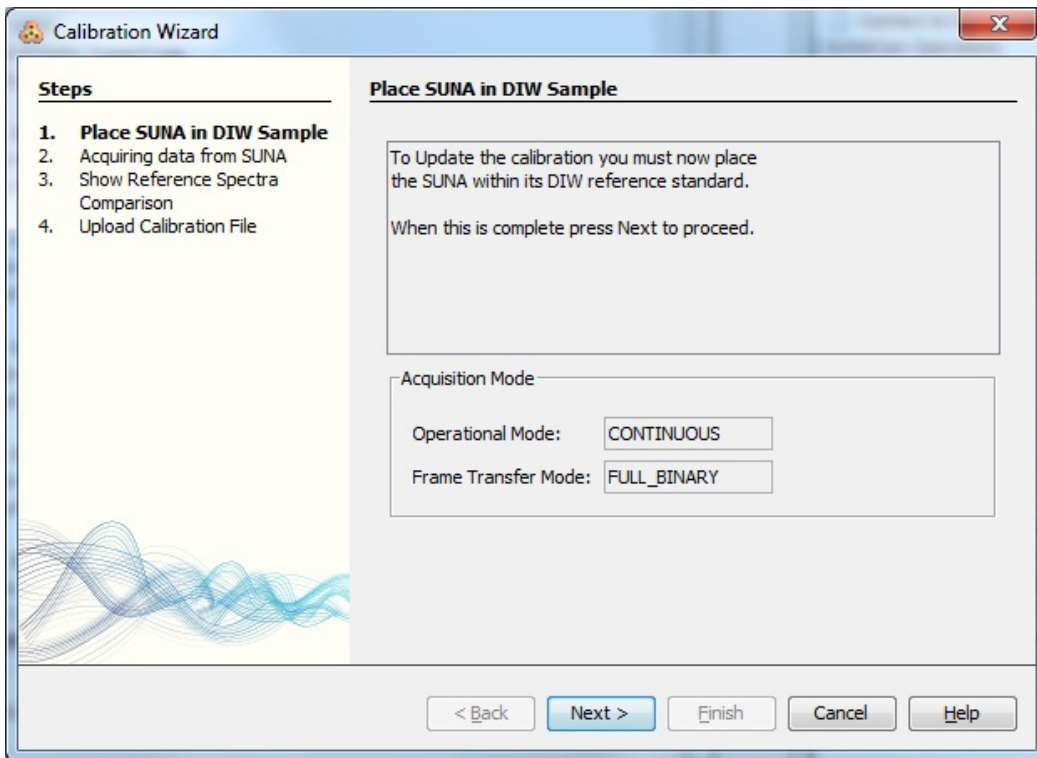 Calibration Wizard
Steps
1. Place SUNA in DIW Sample
2. Acquiring data from SUNA
3. Show Reference Spectra
Comparison
4. Upload Calibration File
Place SUNA in DIW Sample
To Update the calibration you must now place
the SUNA within its DIW reference standard.
When this is complete press Next to proceed.
Acquisition Mode
Operational Mode: CONTINUOUS
Frame Transfer Mode: FULL_BINARY
< Back Next > Finish Cancel Help